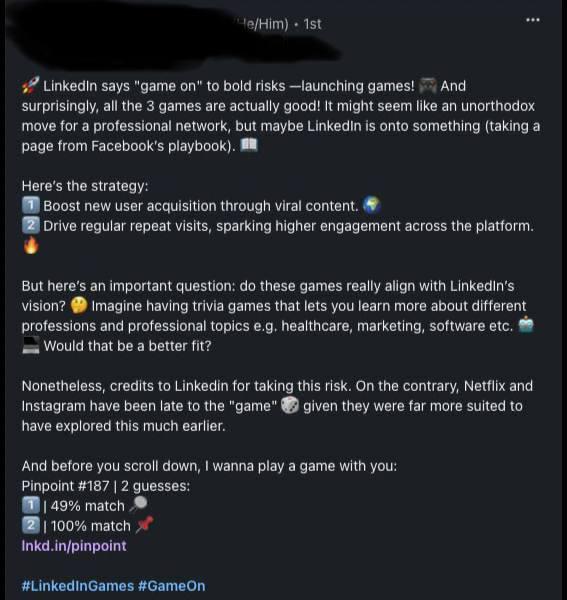 He/Him) • 1st
🚀 LinkedIn says "game on" to bold risks —launching games! 🎮 And
surprisingly, all the 3 games are actually good! It might seem like an unorthodox
move for a professional network, but maybe LinkedIn is onto something (taking a
page from Facebook's playbook). 📖
Here's the strategy:
1️⃣ Boost new user acquisition through viral content. 🌍
2️⃣ Drive regular repeat visits, sparking higher engagement across the platform.
🔥
But here's an important question: do these games really align with LinkedIn's
vision? 🤔 Imagine having trivia games that lets you learn more about different
professions and professional topics e.g. healthcare, marketing, software etc. 🤖
💻 Would that be a better fit?
Nonetheless, credits to Linkedin for taking this risk. On the contrary, Netflix and
Instagram have been late to the "game" 🎲 given they were far more suited to
have explored this much earlier.
And before you scroll down, I wanna play a game with you:
Pinpoint #187 | 2 guesses:
1️⃣ | 49% match 🔎
2️⃣ | 100% match 📌
lnkd.in/pinpoint
#LinkedInGames #GameOn